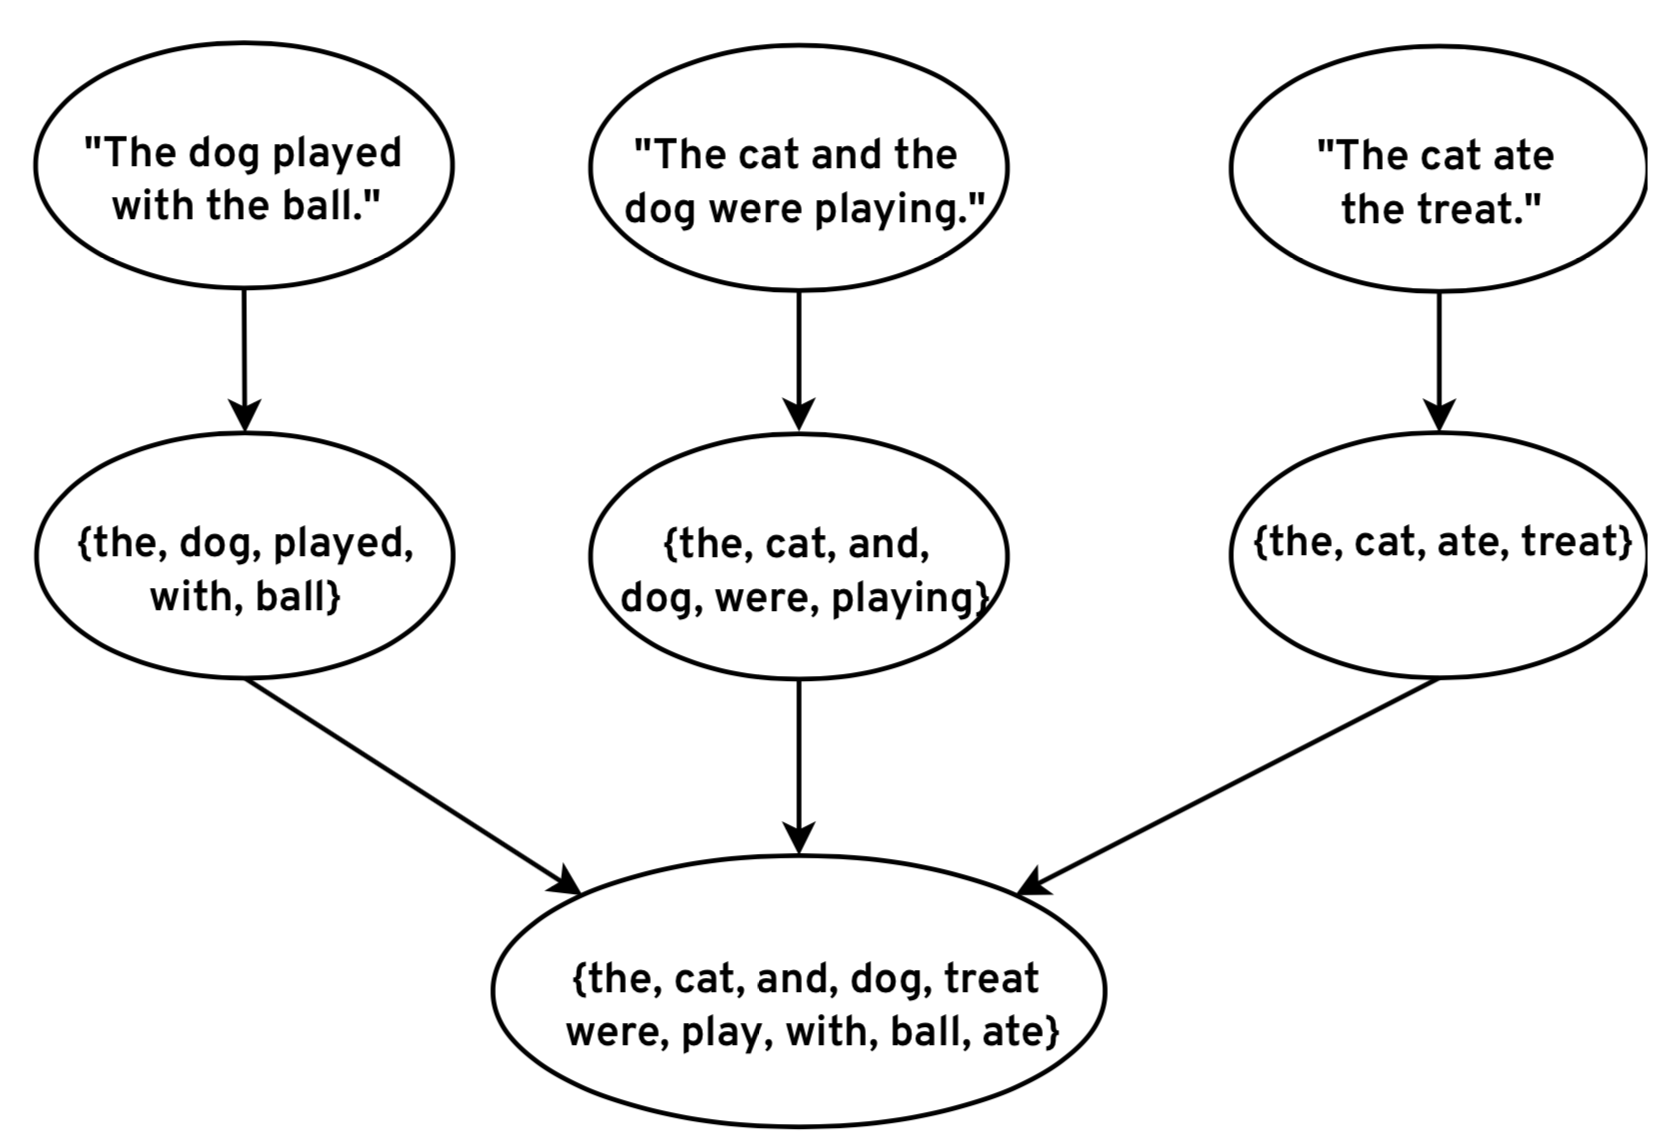 "The dog played
with the ball."
"The cat and the
dog were playing."
"The cat ate
the treat."
{the, dog, played,
with, ball}
{the, cat, and,
dog, were, playing}
{the, cat, ate, treat}
{the, cat, and, dog, treat
were, play, with, ball, ate}